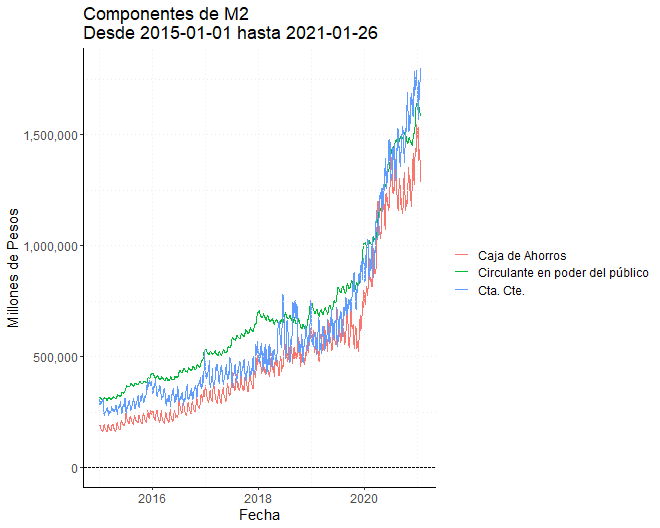 Componentes de M2
Desde 2015-01-01 hasta 2021-01-26
Millones de Pesos
1,500,000
1,000,000
500,000
0
2016
2018
2020
Fecha
Caja de Ahorros
Circulante en poder del público
Cta. Cte.